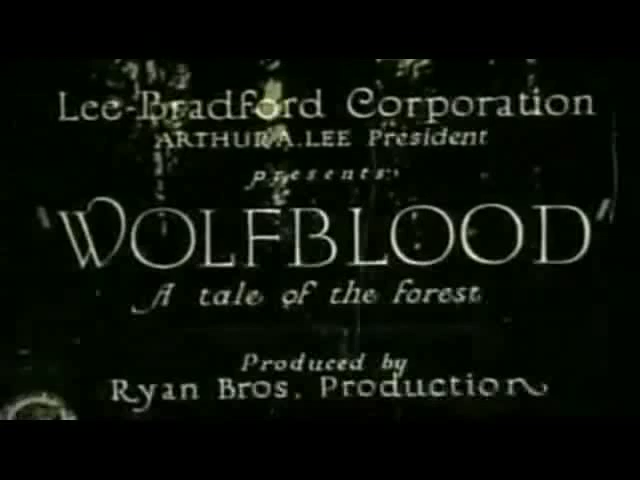 Lee-Bradford Corporation
ARTHUR A. LEE President
presents
"WOLFBLOOD"
A tale of the forest
Produced by
Ryan Bros. Production